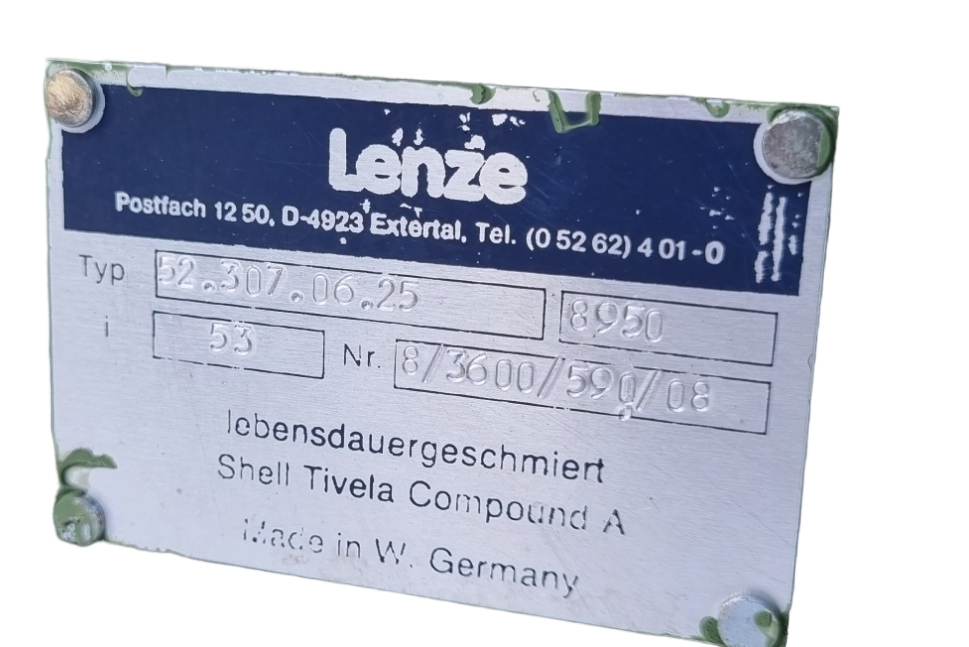 Lenze
Postfach 12 50, D-4923 Extertal, Tel. (0 52 62) 4 01-0
Typ 52.307.06.25 8950
i 53 Nr. 8/3600/590/08
lebensdauergeschmiert
Shell Tivela Compound A
Made in W. Germany